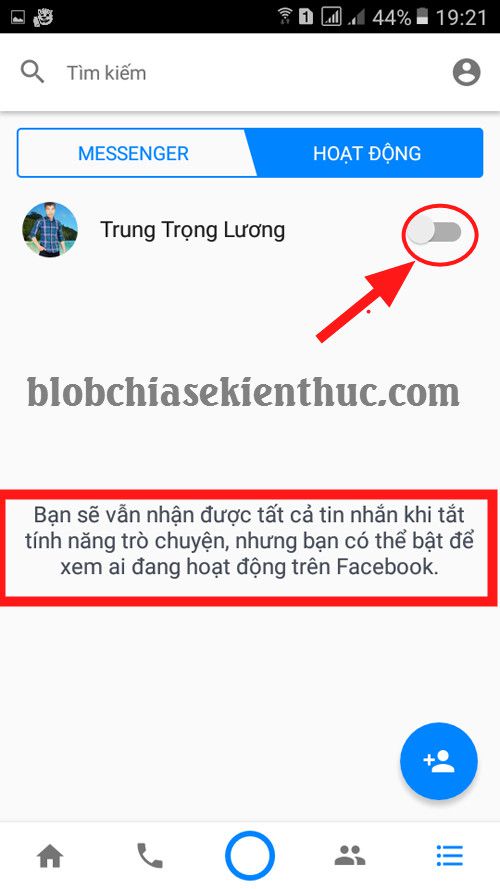 44% 19:21
Tìm kiếm
MESSENGER HOẠT ĐỘNG
Trung Trọng Lương
blobchiasekienthuc.com
Bạn sẽ vẫn nhận được tất cả tin nhắn khi tắt
tính năng trò chuyện, nhưng bạn có thể bật để
xem ai đang hoạt động trên Facebook.